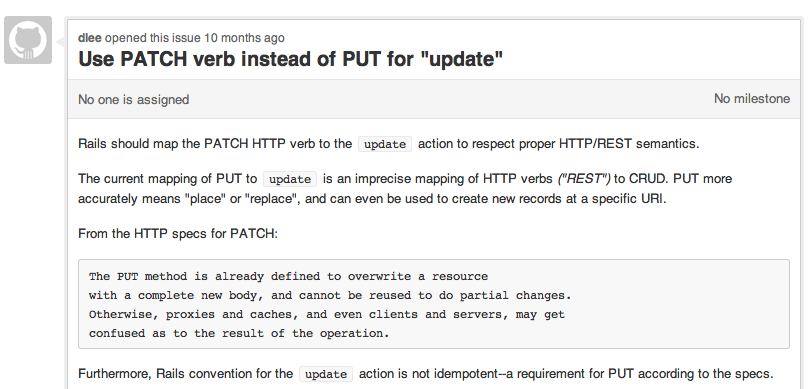 dlee opened this issue 10 months ago
Use PATCH verb instead of PUT for "update"
No one is assigned
No milestone
Rails should map the PATCH HTTP verb to the update action to respect proper HTTP/REST semantics.
The current mapping of PUT to update is an imprecise mapping of HTTP verbs ("REST") to CRUD. PUT more
accurately means "place" or "replace", and can even be used to create new records at a specific URI.
From the HTTP specs for PATCH:
The PUT method is already defined to overwrite a resource
with a complete new body, and cannot be reused to do partial changes.
Otherwise, proxies and caches, and even clients and servers, may get
confused as to the result of the operation.
Furthermore, Rails convention for the update action is not idempotent--a requirement for PUT according to the specs.